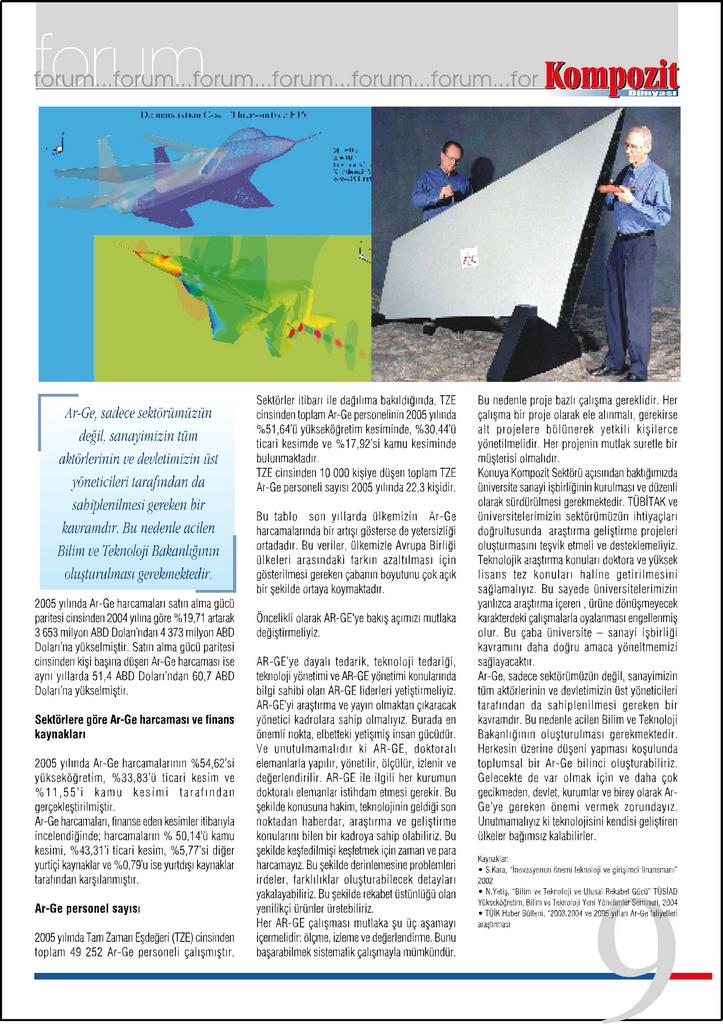 forum
forum...forum...forum...forum...forum...forum...for
Kompozit
Dünyası
Ar-Ge, sadece sektörümüzün
değil, sanayimizin tüm
aktörlerinin ve devletimizin üst
yöneticileri tarafından da
sahiplenilmesi gereken bir
kavramdır. Bu nedenle acilen
Bilim ve Teknoloji Bakanlığının
oluşturulması gerekmektedir.
2005 yılında Ar-Ge harcamaları satın alma gücü
paritesi cinsinden 2004 yılına göre %19,71 artarak
3 653 milyon ABD Doları'ndan 4 373 milyon ABD
Doları'na yükselmiştir. Satın alma gücü paritesi
cinsinden kişi başına düşen Ar-Ge harcaması ise
aynı yıllarda 51,4 ABD Doları'ndan 60,7 ABD
Doları'na yükselmiştir.
Sektörlere göre Ar-Ge harcaması ve finans
kaynakları
2005 yılında Ar-Ge harcamalarının %54,62'si
yükseköğretim, %33,83'ü ticari kesim ve
%11,55'i kamu kesimi tarafından
gerçekleştirilmiştir.
Ar-Ge harcamaları, finanse eden kesimler itibarıyla
incelendiğinde; harcamaların % 50,14'ü kamu
kesimi, %43,31'i ticari kesim, %5,77'si diğer
yurtiçi kaynaklar ve %0,79'u ise yurtdışı kaynaklar
tarafından karşılanmıştır.
Ar-Ge personel sayısı
2005 yılında Tam Zaman Eşdeğeri (TZE) cinsinden
toplam 49 252 Ar-Ge personeli çalışmıştır.
Sektörler itibarı ile dağılıma bakıldığında, TZE
cinsinden toplam Ar-Ge personelinin 2005 yılında
%51,64'ü yükseköğretim kesiminde, %30,44'ü
ticari kesimde ve %17,92'si kamu kesiminde
bulunmaktadır.
TZE cinsinden 10 000 kişiye düşen toplam TZE
Ar-Ge personeli sayısı 2005 yılında 22,3 kişidir.
Bu tablo son yıllarda ülkemizin Ar-Ge
harcamalarında bir artışı gösterse de yetersizliği
ortadadır. Bu veriler, ülkemizle Avrupa Birliği
ülkeleri arasındaki farkın azaltılması için
gösterilmesi gereken çabanın boyutunu çok açık
bir şekilde ortaya koymaktadır.
Öncelikli olarak AR-GE'ye bakış açımızı mutlaka
değiştirmeliyiz.
AR-GE'ye dayalı tedarik, teknoloji tedariği,
teknoloji yönetimi ve AR-GE yönetimi konularında
bilgi sahibi olan AR-GE liderleri yetiştirmeliyiz.
AR-GE'yi araştırma ve yayın olmaktan çıkaracak
yönetici kadrolara sahip olmalıyız. Burada en
önemli nokta, elbetteki yetişmiş insan gücüdür.
Ve unutulmamalıdır ki AR-GE, doktoralı
elemanlarla yapılır, yönetilir, ölçülür, izlenir ve
değerlendirilir. AR-GE ile ilgili her kurumun
doktoralı elemanlar istihdam etmesi gerekir. Bu
şekilde konusuna hakim, teknolojinin geldiği son
noktadan haberdar, araştırma ve geliştirme
konularını bilen bir kadroya sahip olabiliriz. Bu
şekilde keşfedilmişi keşfetmek için zaman ve para
harcamayız. Bu şekilde derinlemesine problemleri
irdeler, farklılıklar oluşturabilecek detayları
yakalayabiliriz. Bu şekilde rekabet üstünlüğü olan
yenilikçi ürünler üretebiliriz.
Her AR-GE çalışması mutlaka şu üç aşamayı
içermelidir: ölçme, izleme ve değerlendirme. Bunu
başarabilmek sistematik çalışmayla mümkündür.
Bu nedenle proje bazlı çalışma gereklidir. Her
çalışma bir proje olarak ele alınmalı, gerekirse
alt projelere bölünerek yetkili kişilerce
yönetilmelidir. Her projenin mutlak suretle bir
müşterisi olmalıdır.
Konuya Kompozit Sektörü açısından baktığımızda
üniversite sanayi işbirliğinin kurulması ve düzenli
olarak sürdürülmesi gerekmektedir. TÜBİTAK ve
üniversitelerimizin sektörümüzün ihtiyaçları
doğrultusunda araştırma geliştirme projeleri
oluşturmasını teşvik etmeli ve desteklemeliyiz.
Teknolojik araştırma konuları doktora ve yüksek
lisans tez konuları haline getirilmesini
sağlamalıyız. Bu sayede üniversitelerimizin
yanlızca araştırma içeren , ürüne dönüşmeyecek
karakterdeki çalışmalarla oyalanması engellenmiş
olur. Bu çaba üniversite – sanayi işbirliği
kavramını daha doğru amaca yöneltmemizi
sağlayacaktır.
Ar-Ge, sadece sektörümüzün değil, sanayimizin
tüm aktörlerinin ve devletimizin üst yöneticileri
tarafından da sahiplenilmesi gereken bir
kavramdır. Bu nedenle acilen Bilim ve Teknoloji
Bakanlığının oluşturulması gerekmektedir.
Herkesin üzerine düşeni yapması koşulunda
toplumsal bir Ar-Ge bilinci oluşturabiliriz.
Gelecekte de var olmak için ve daha çok
gecikmeden, devlet, kurumlar ve birey olarak Ar-
Ge'ye gereken önemi vermek zorundayız.
Unutmamalıyız ki teknolojisini kendisi geliştiren
ülkeler bağımsız kalabilirler.
Kaynaklar:
• S.Kara, "İnovasyonun önemi teknoloji ve girişimci finansmanı"
2002
• N.Yetiş, "Bilim ve Teknoloji ve Ulusal Rekabet Gücü" TÜSİAD
Yükseköğretim, Bilim ve Teknoloji Yeni Yönelimler Semineri, 2004
• TÜİK Haber Bülteni, "2003,2004 ve 2005 yılları Ar-Ge faliyetleri
araştırması
9